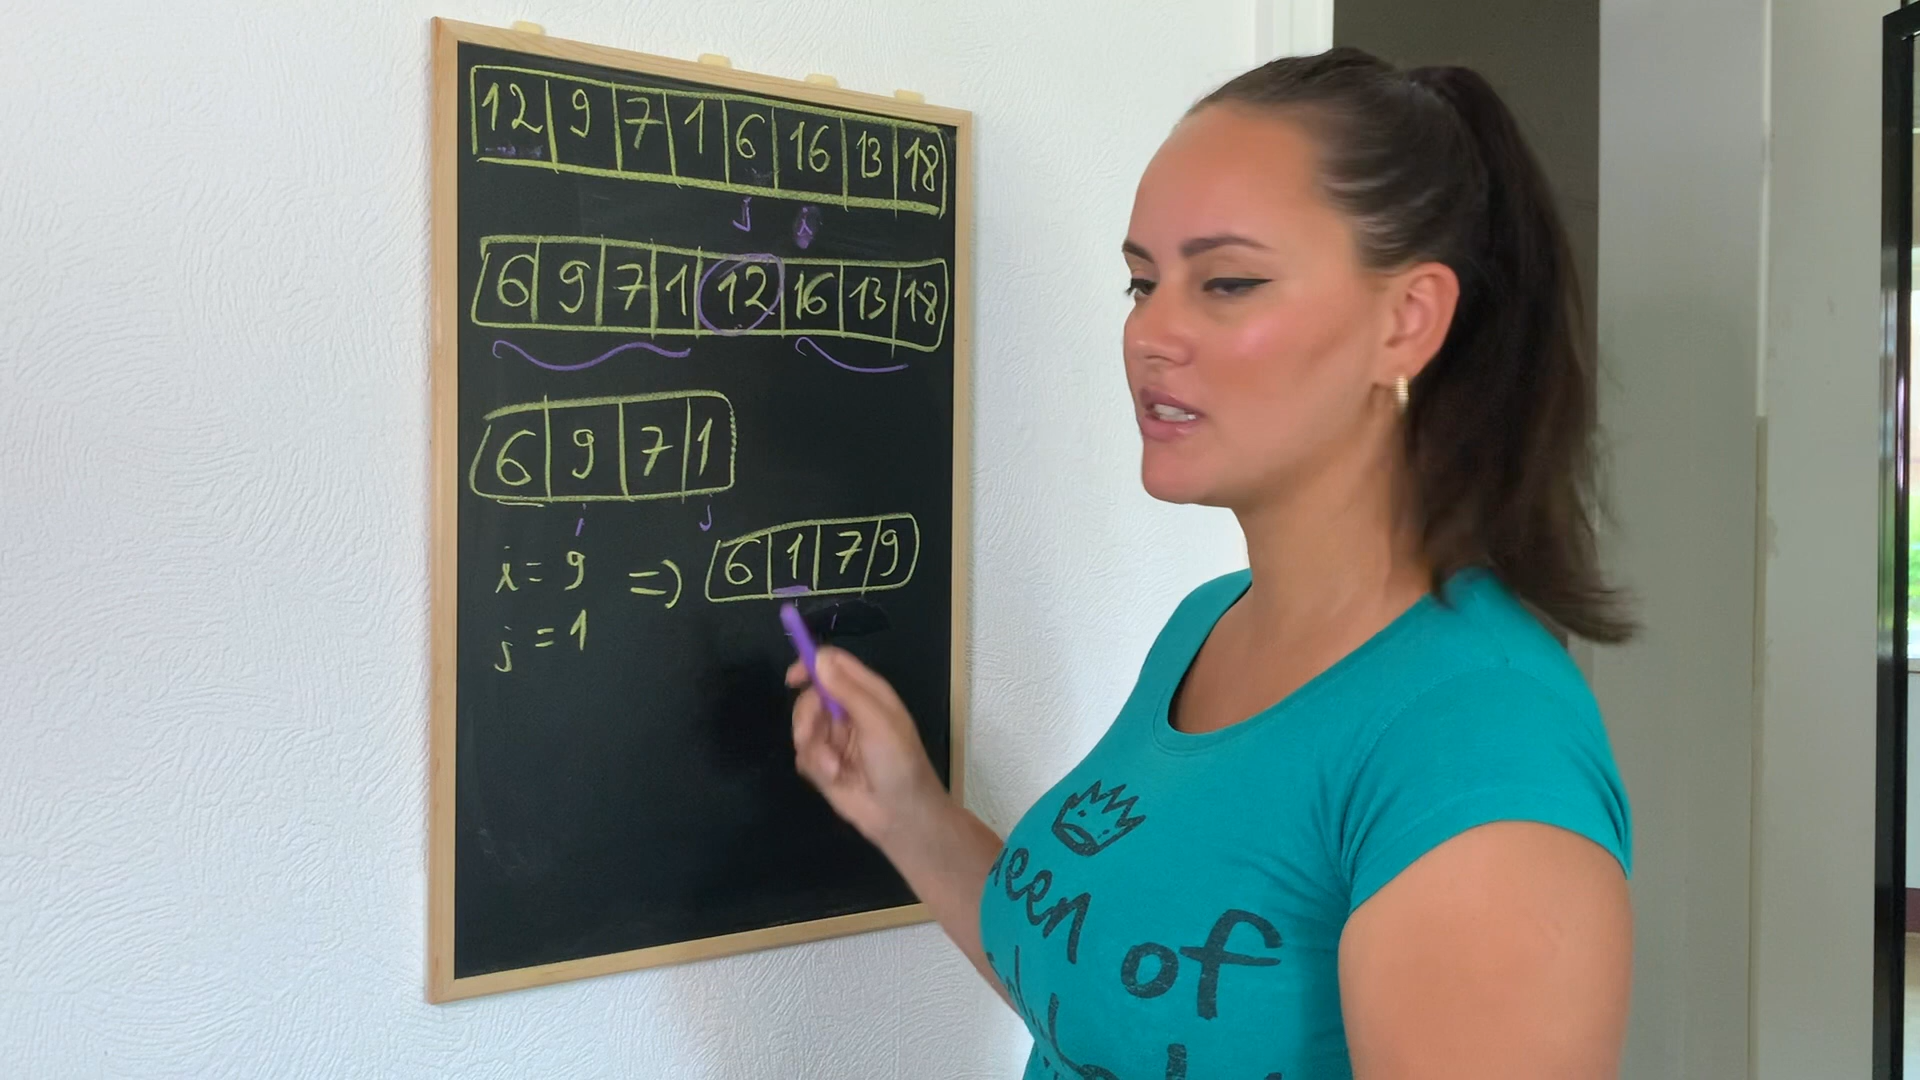 12 9 7 1 6 16 13 18
j i
6 9 7 1 12 16 13 18
6 9 7 1
i j
i = 9 => 6 1 7 9
j = 1
of